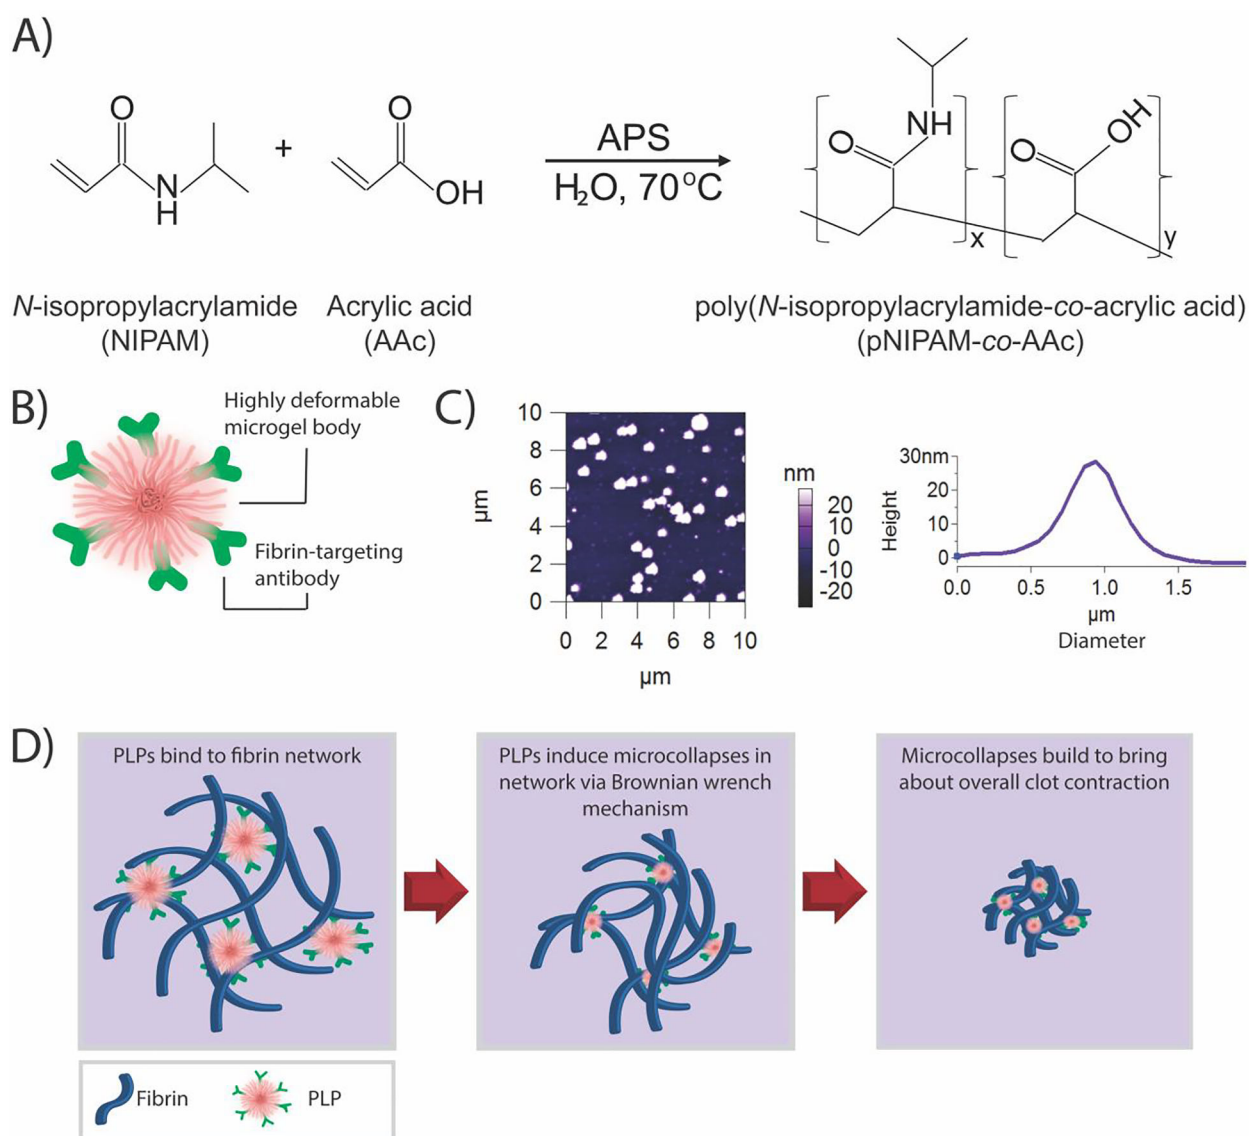 A)
O
N
H
+
O
OH
APS
H₂O, 70°C
O
NH
x
O
OH
y
N-isopropylacrylamide
(NIPAM)
Acrylic acid
(AAc)
poly(N-isopropylacrylamide-co-acrylic acid)
(pNIPAM-co-AAc)
B)
Highly deformable
microgel body
Fibrin-targeting
antibody
C)
10
8
6
4
2
0
µm
0 2 4 6 8 10
µm
nm
20
10
0
-10
-20
30nm
20
10
0
Height
0.0 0.5 1.0 1.5
µm
Diameter
D)
PLPs bind to fibrin network
PLPs induce microcollapses in
network via Brownian wrench
mechanism
Microcollapses build to bring
about overall clot contraction
Fibrin
PLP